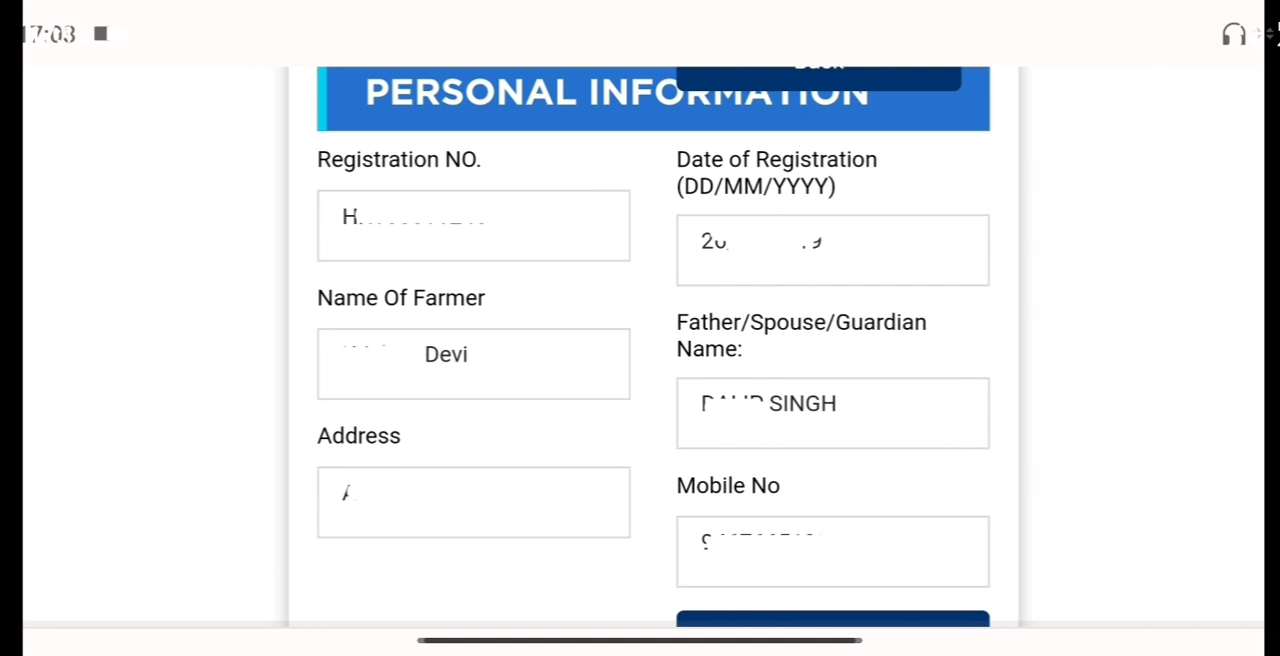 17:03
Back
PERSONAL INFORMATION
Registration NO.
Date of Registration
(DD/MM/YYYY)
Name Of Farmer
Devi
Father/Spouse/Guardian
Name:
SINGH
Address
Mobile No